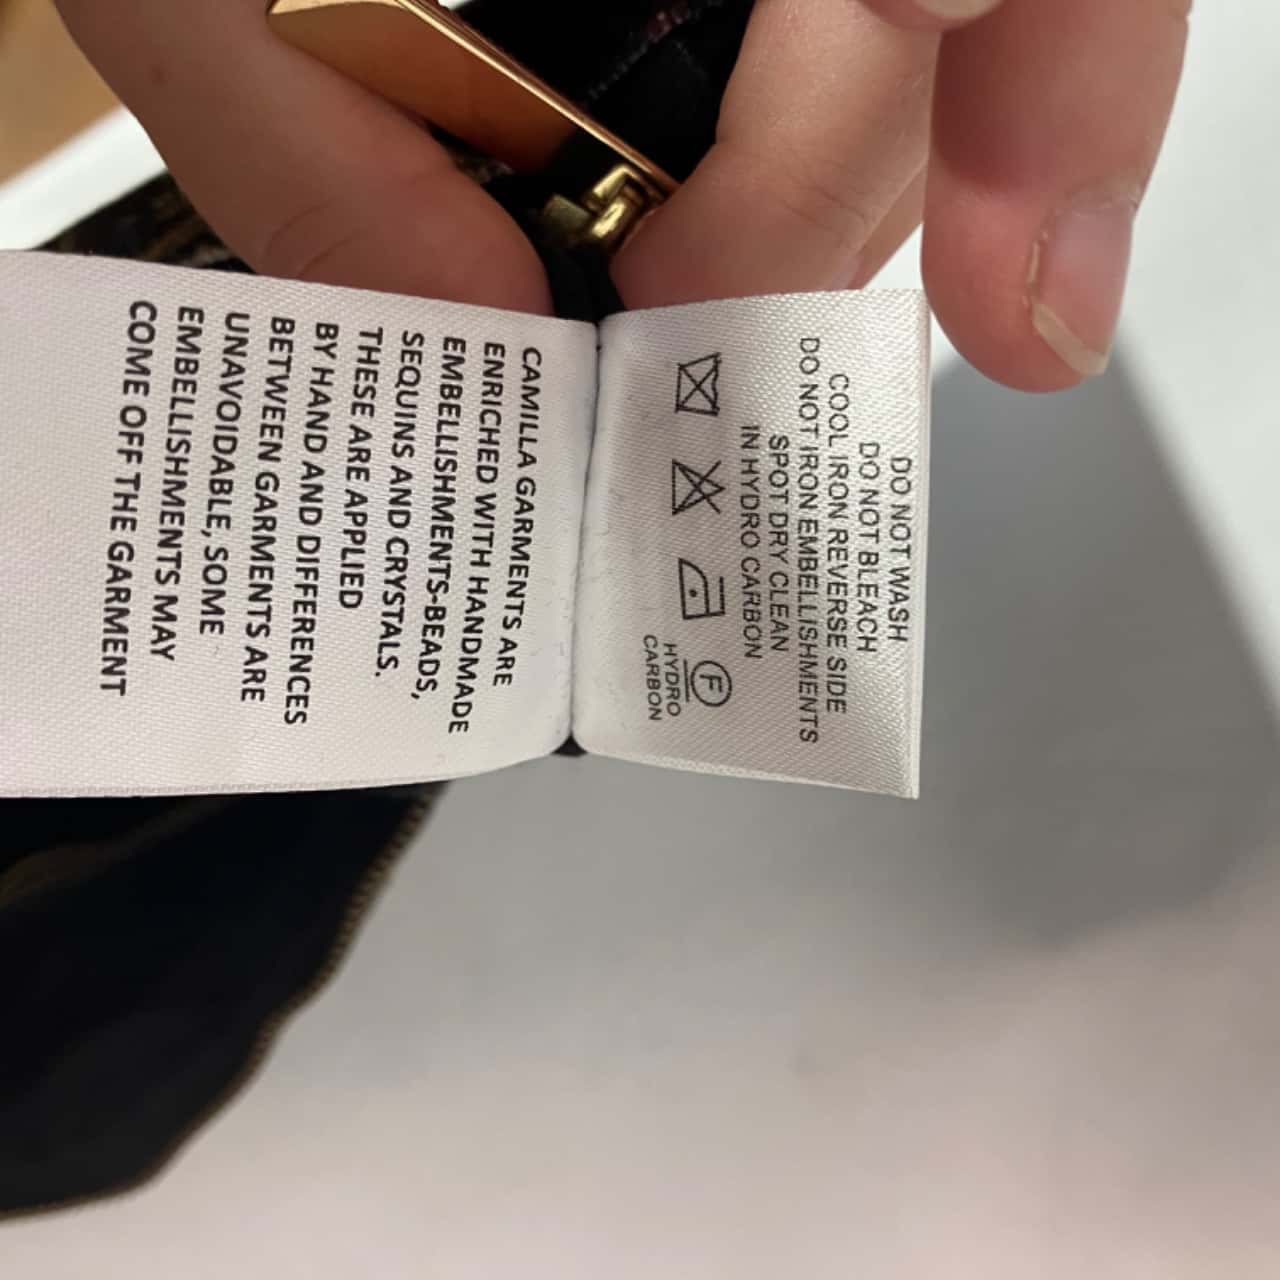 DO NOT WASH
DO NOT BLEACH
COOL IRON REVERSE SIDE
DO NOT IRON EMBELLISHMENTS
SPOT DRY CLEAN
IN HYDRO CARBON
F
HYDRO
CARBON
CAMILLA GARMENTS ARE
ENRICHED WITH HANDMADE
EMBELLISHMENTS-BEADS,
SEQUINS AND CRYSTALS.
THESE ARE APPLIED
BY HAND AND DIFFERENCES
BETWEEN GARMENTS ARE
UNAVOIDABLE, SOME
EMBELLISHMENTS MAY
COME OFF THE GARMENT